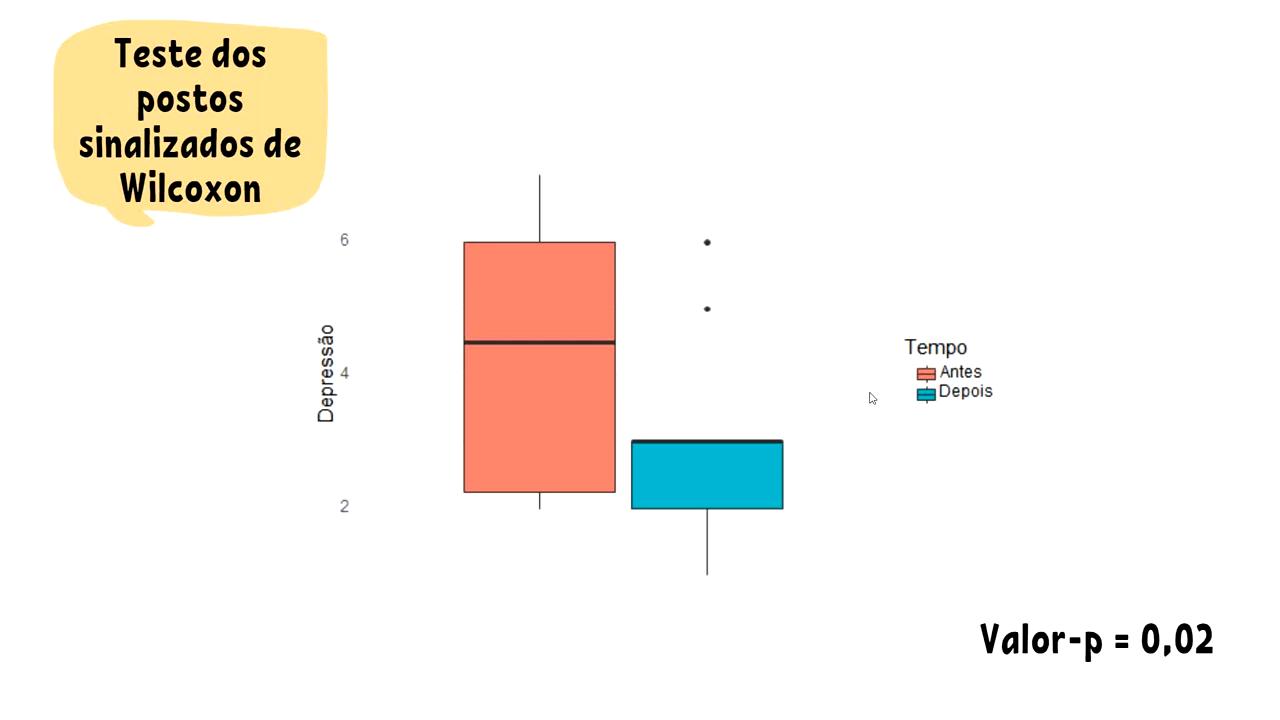 Teste dos
postos
sinalizados de
Wilcoxon
6
4
2
Depressão
Tempo
Antes
Depois
Valor-p = 0,02